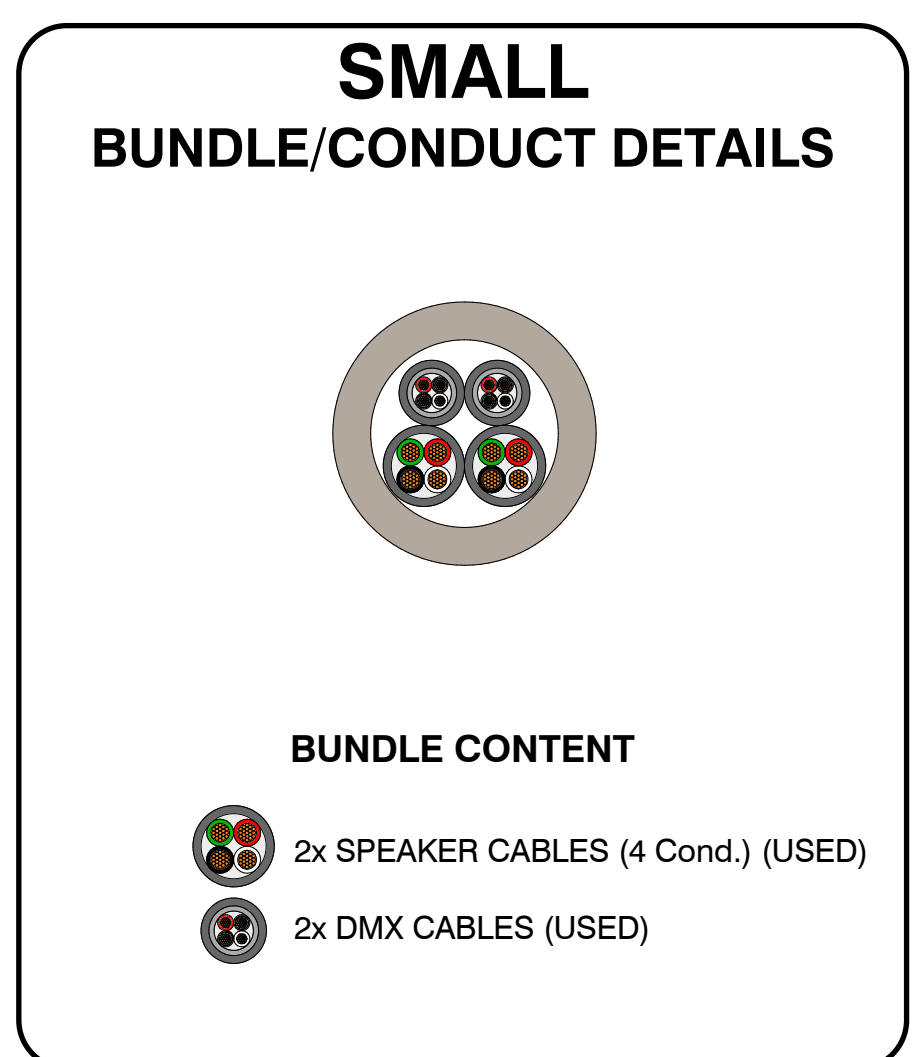 SMALL
BUNDLE/CONDUCT DETAILS
BUNDLE CONTENT
2x SPEAKER CABLES (4 Cond.) (USED)
2x DMX CABLES (USED)